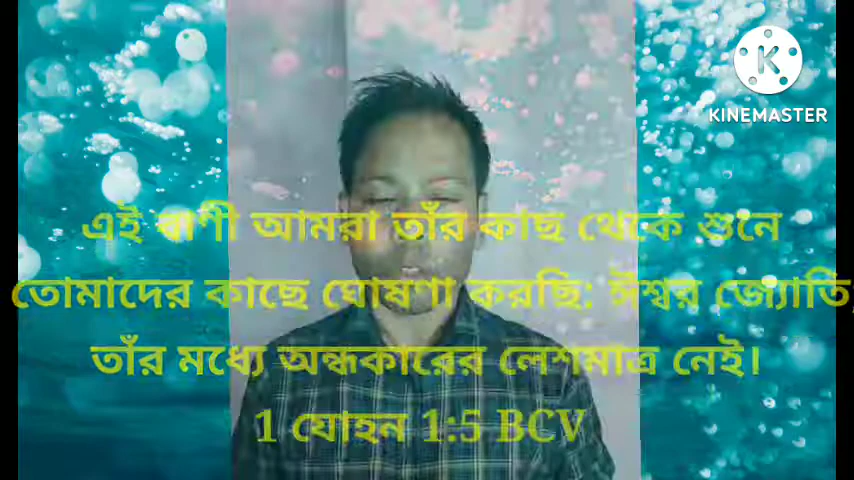 KINEMASTER
এই বাণী আমরা তাঁর কাছ থেকে শুনে
তোমাদের কাছে ঘোষণা করছি: ঈশ্বর জ্যোতি,
তাঁর মধ্যে অন্ধকারের লেশমাত্র নেই।
1 যোহন 1:5 BCV